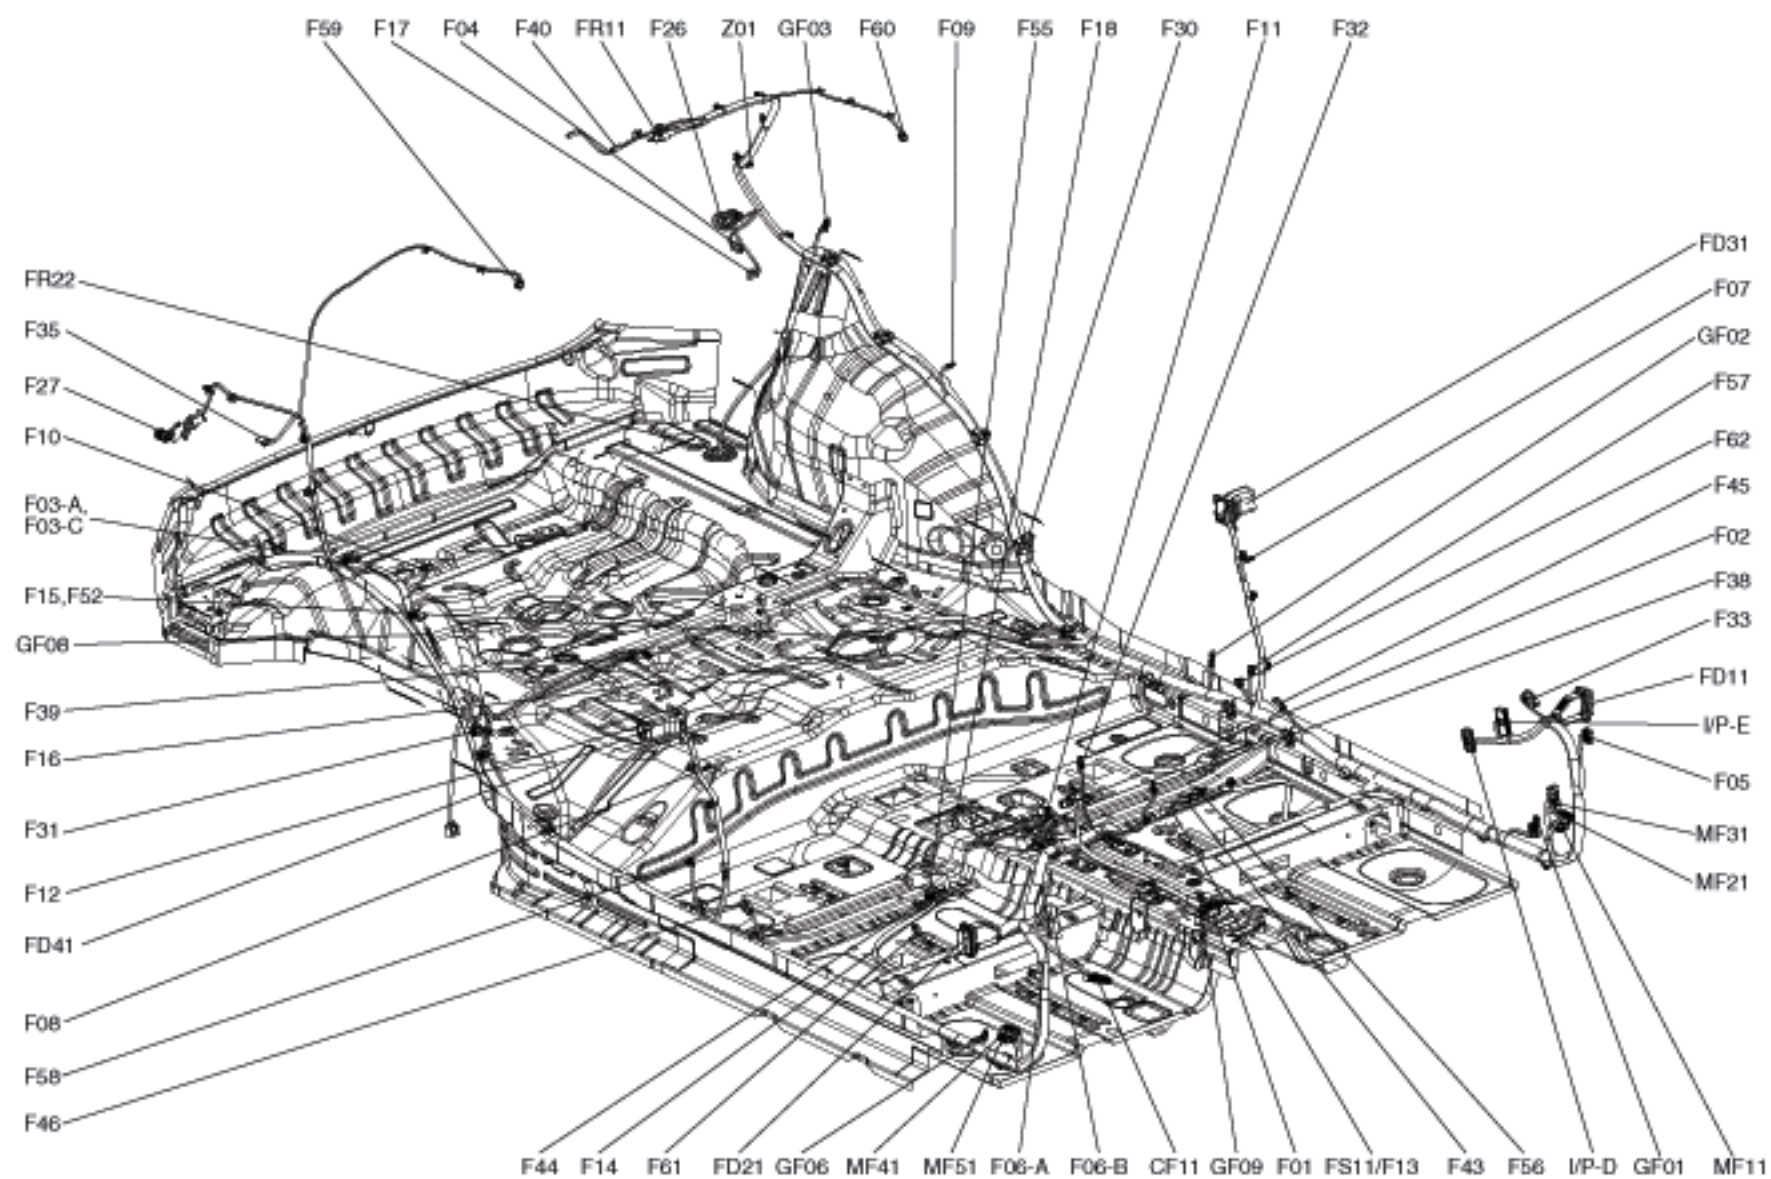 F59 F17 F04 F40 FR11 F26 Z01 GF03 F60 F09 F55 F18 F30 F11 F32
FR22
F35
F27
F10
F03-A,
F03-C
F15,F52
GF08
F39
F16
F31
F12
FD41
F08
F58
F46
FD31
F07
GF02
F57
F62
F45
F02
F38
F33
FD11
I/P-E
F05
MF31
MF21
F44 F14 F61 FD21 GF06 MF41 MF51 F06-A F06-B CF11 GF09 F01 FS11/F13 F43 F56 I/P-D GF01 MF11